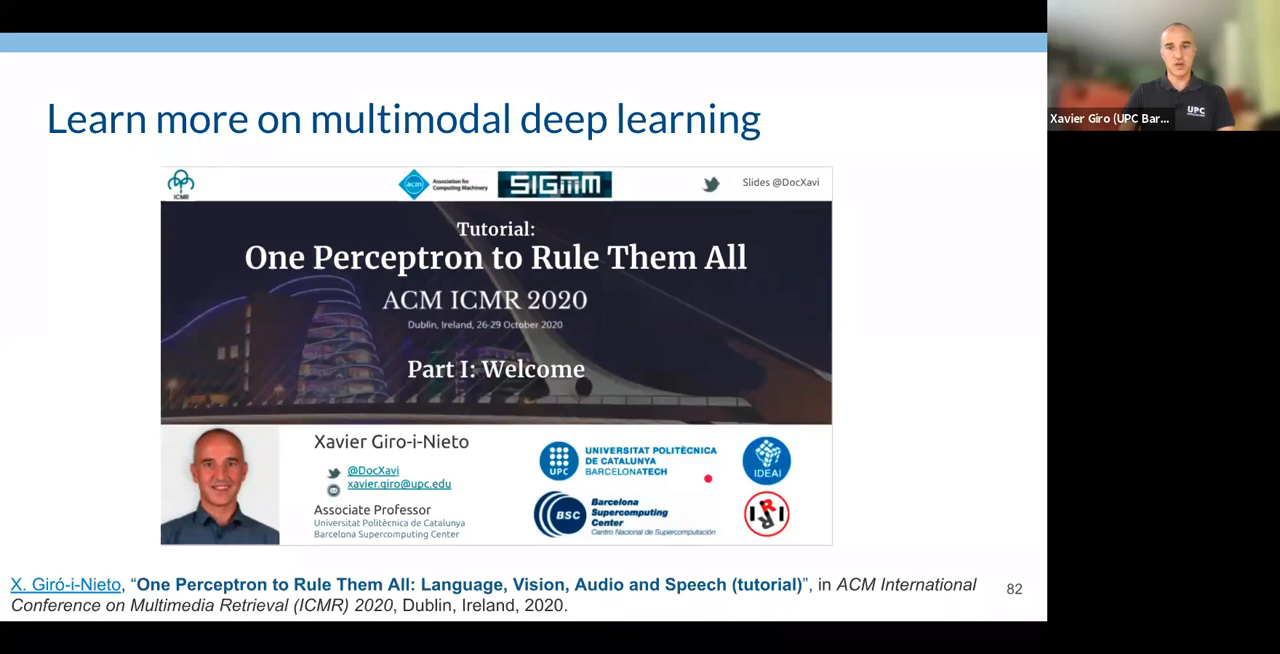 Learn more on multimodal deep learning
ICMR
acm
Association for
Computing Machinery
SIGMM
Slides @DocXavi
Tutorial:
One Perceptron to Rule Them All
ACM ICMR 2020
Dublin, Ireland, 26-29 October 2020
Part I: Welcome
Xavier Giro-i-Nieto
@DocXavi
xavier.giro@upc.edu
Associate Professor
Universitat Politècnica de Catalunya
Barcelona Supercomputing Center
UPC
UNIVERSITAT POLITÈCNICA
DE CATALUNYA
BARCELONATECH
IDEAI
BSC
Barcelona
Supercomputing
Center
Centro Nacional de Supercomputación
IRI
X. Giró-i-Nieto, “One Perceptron to Rule Them All: Language, Vision, Audio and Speech (tutorial)”, in ACM International
Conference on Multimedia Retrieval (ICMR) 2020, Dublin, Ireland, 2020.
82
UPC
Xavier Giro (UPC Bar...